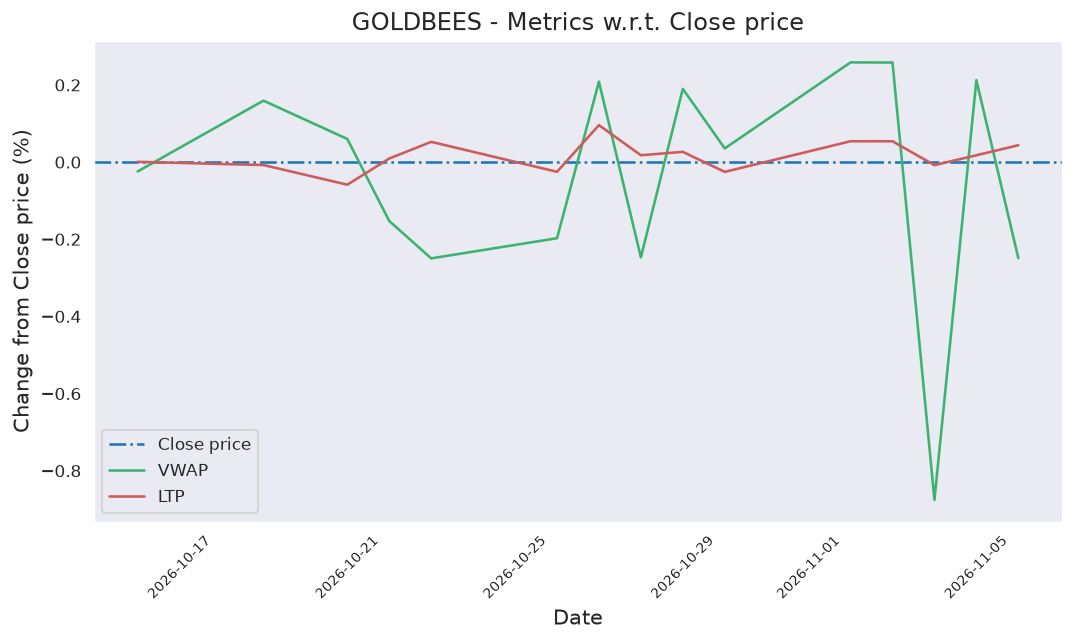 GOLDBEES - Metrics w.r.t. Close price
Change from Close price (%)
0.2
0.0
−0.2
−0.4
−0.6
−0.8
Close price
VWAP
LTP
2026-10-17
2026-10-21
2026-10-25
2026-10-29
2026-11-01
2026-11-05
Date